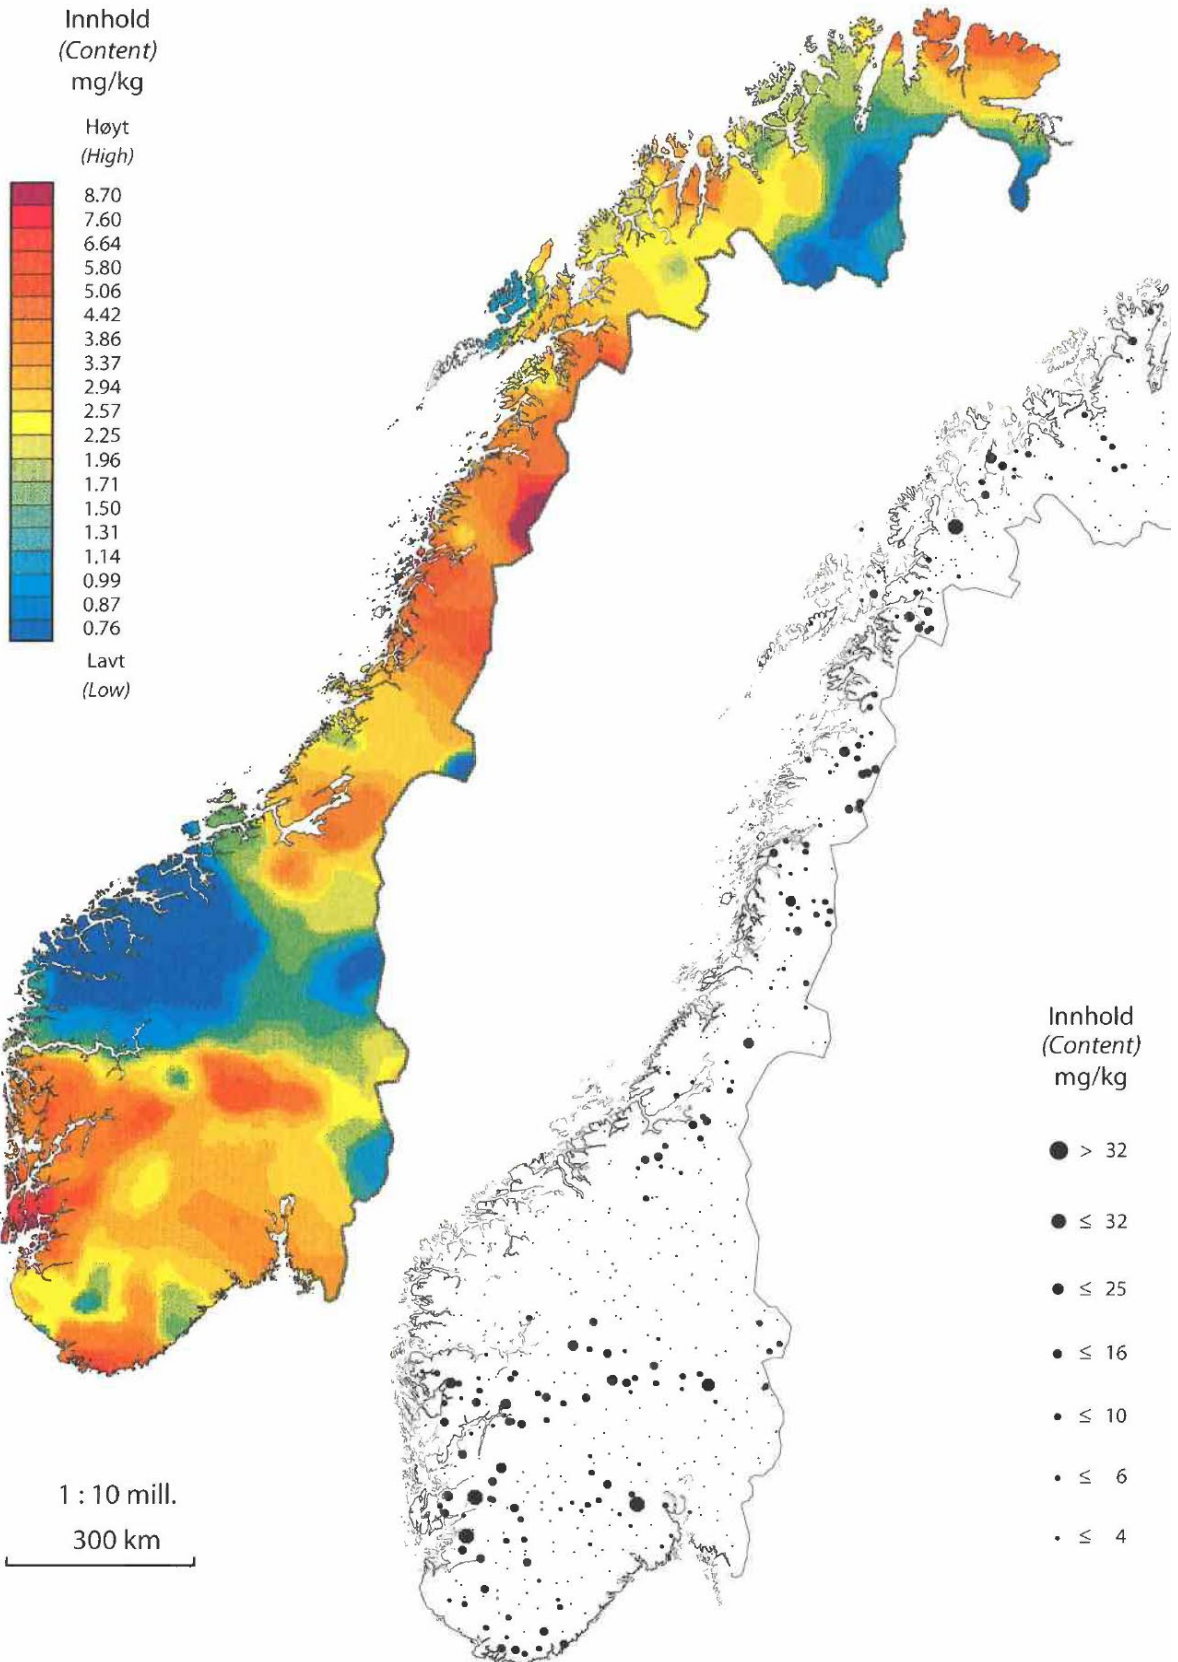 Innhold
(Content)
mg/kg
Høyt
(High)
8.70
7.60
6.64
5.80
5.06
4.42
3.86
3.37
2.94
2.57
2.25
1.96
1.71
1.50
1.31
1.14
0.99
0.87
0.76
Lavt
(Low)
Innhold
(Content)
mg/kg
> 32
≤ 32
≤ 25
≤ 16
≤ 10
≤ 6
≤ 4
1 : 10 mill.
300 km